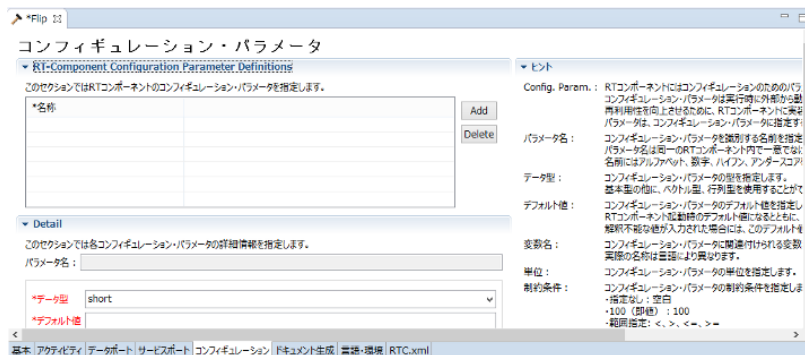 *Flip
コンフィギュレーション・パラメータ
RT-Component Configuration Parameter Definitions
このセクションではRTコンポーネントのコンフィギュレーション・パラメータを指定します。
*名称
Add
Delete
Detail
このセクションでは各コンフィギュレーション・パラメータの詳細情報を指定します。
パラメータ名：
*データ型
short
*デフォルト値
ヒント
Config. Param.： RTコンポーネントにはコンフィギュレーションのためのパラ
コンフィギュレーション・パラメータは実行時に外部から動
再利用性を向上させるために、RTコンポーネントに実装
パラメータは、コンフィギュレーション・パラメータに指定す
パラメータ名： コンフィギュレーション・パラメータを識別する名前を指定
パラメータ名は同一のRTコンポーネント内で一意でなけ
名前にはアルファベット、数字、ハイフン、アンダースコア
データ型： コンフィギュレーション・パラメータの型を指定します。
基本型の他に、ベクトル型、行列型を使用することがで
デフォルト値： コンフィギュレーション・パラメータのデフォルト値を指定し
RTコンポーネント起動時のデフォルト値になるとともに、
解釈不能な値が入力された場合には、このデフォルト値
変数名： コンフィギュレーション・パラメータに関連付けられる変数
実際の名称は言語により異なります。
単位： コンフィギュレーション・パラメータの単位を指定します。
制約条件： コンフィギュレーション・パラメータの制約条件を指定しま
・指定なし：空白
・100（即値）：100
・範囲指定: <、>、<=、>=
基本 アクティビティ データポート サービスポート コンフィギュレーション ドキュメント生成 言語・環境 RTC.xml